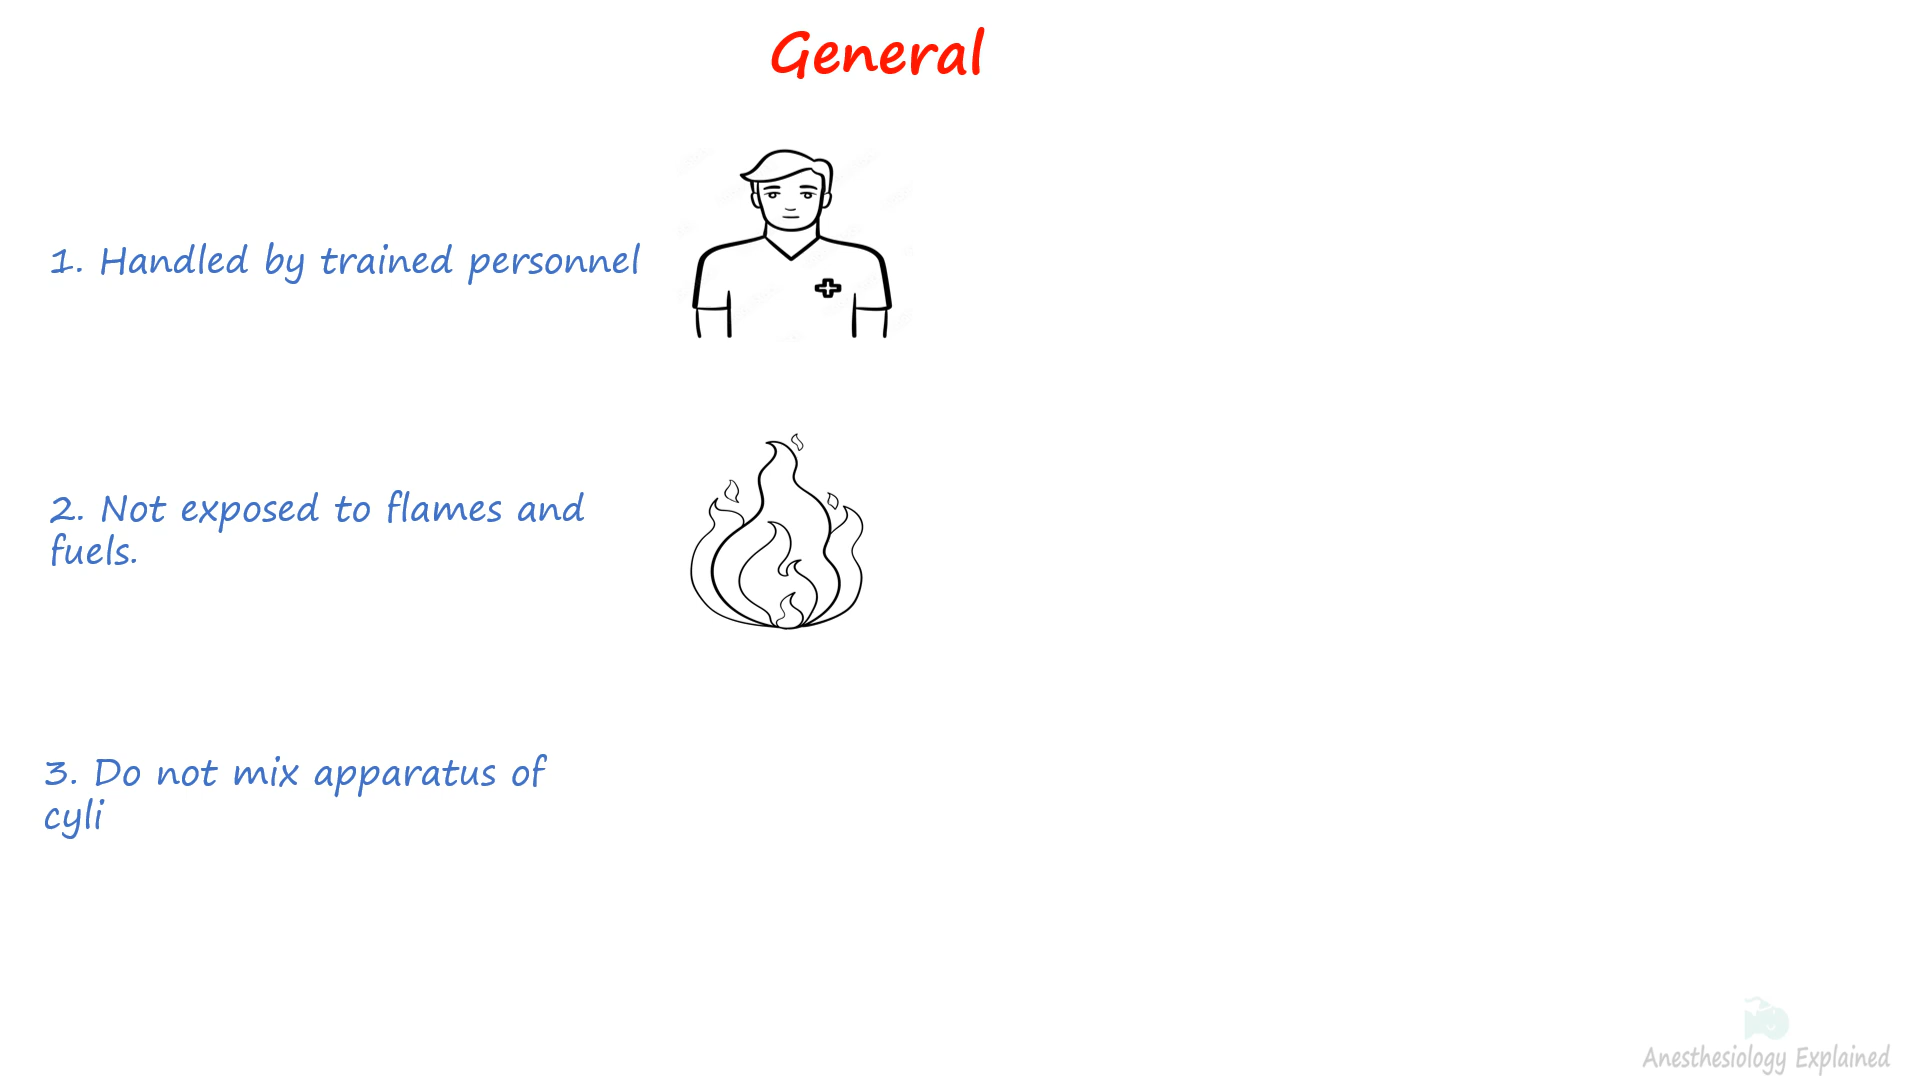 General
1. Handled by trained personnel
2. Not exposed to flames and
fuels.
3. Do not mix apparatus of
cyli
Anesthesiology Explained